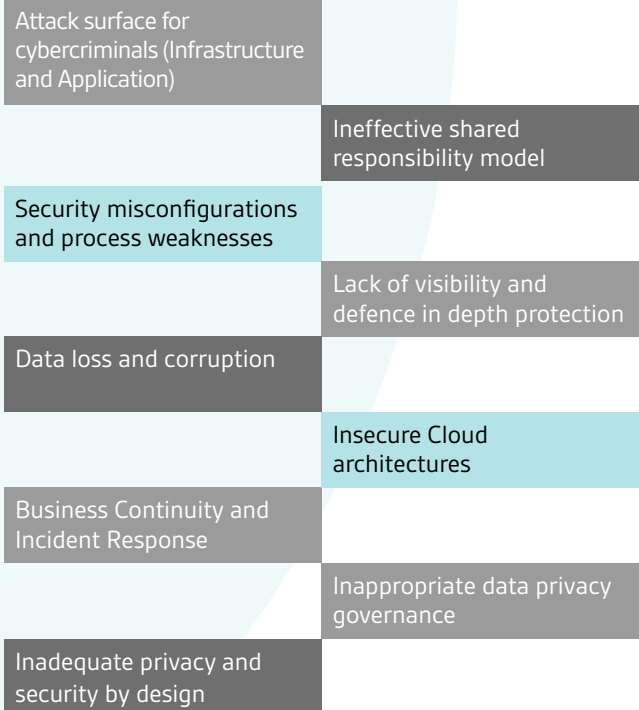 Attack surface for
cybercriminals (Infrastructure
and Application)
Ineffective shared
responsibility model
Security misconfigurations
and process weaknesses
Lack of visibility and
defence in depth protection
Data loss and corruption
Insecure Cloud
architectures
Business Continuity and
Incident Response
Inappropriate data privacy
governance
Inadequate privacy and
security by design